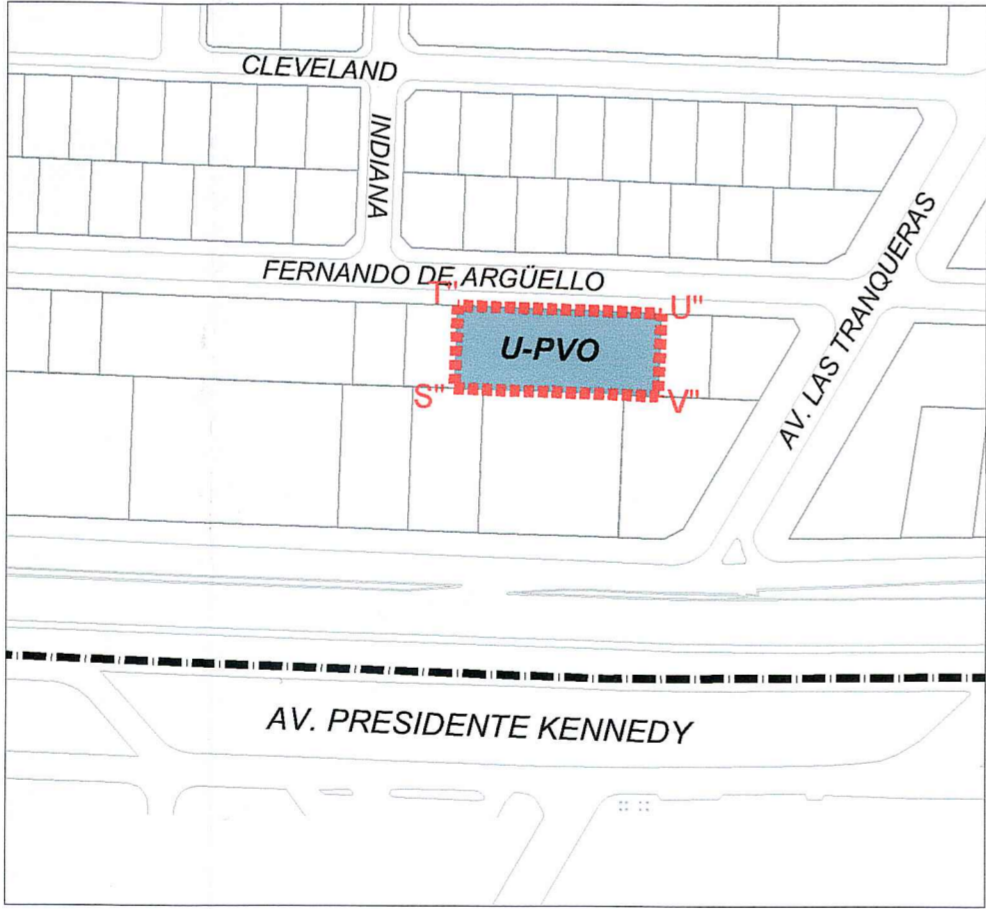 CLEVELAND
INDIANA
FERNANDO DE ARGÜELLO
T"
U"
U-PVO
S"
V"
AV. LAS TRANQUERAS
AV. PRESIDENTE KENNEDY